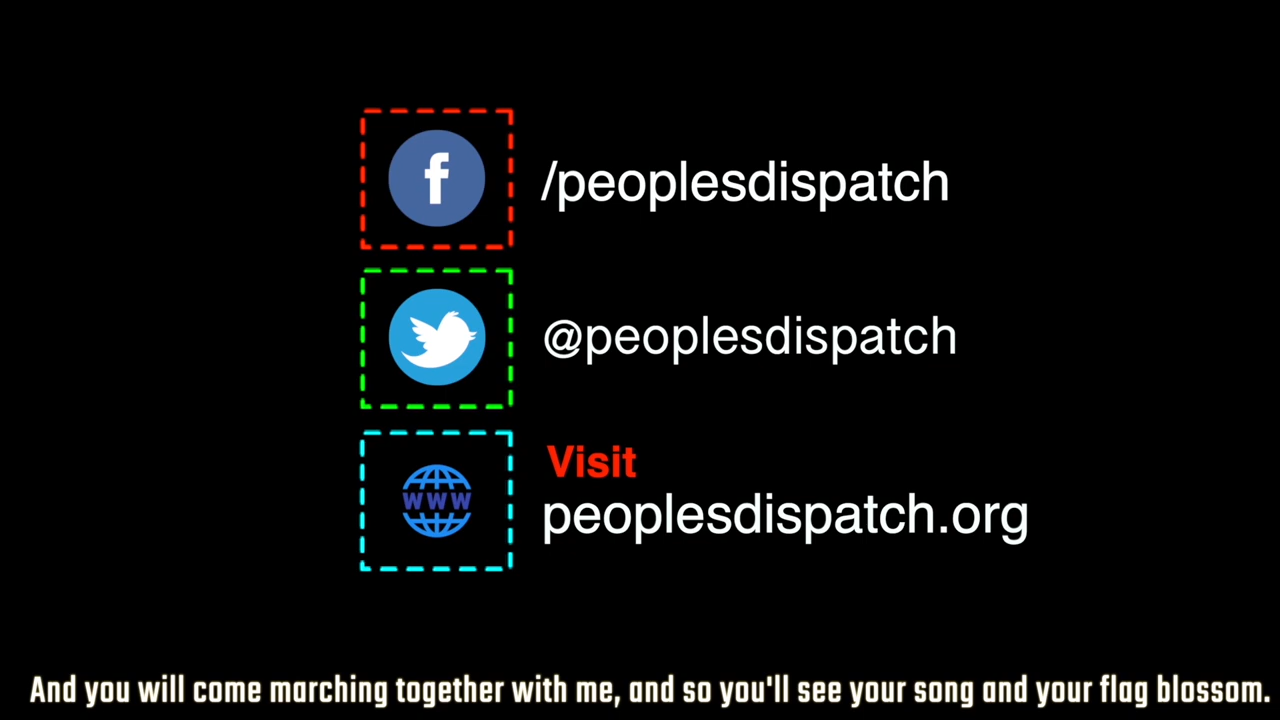 f
/peoplesdispatch
@peoplesdispatch
Visit
www
peoplesdispatch.org
And you will come marching together with me, and so you'll see your song and your flag blossom.